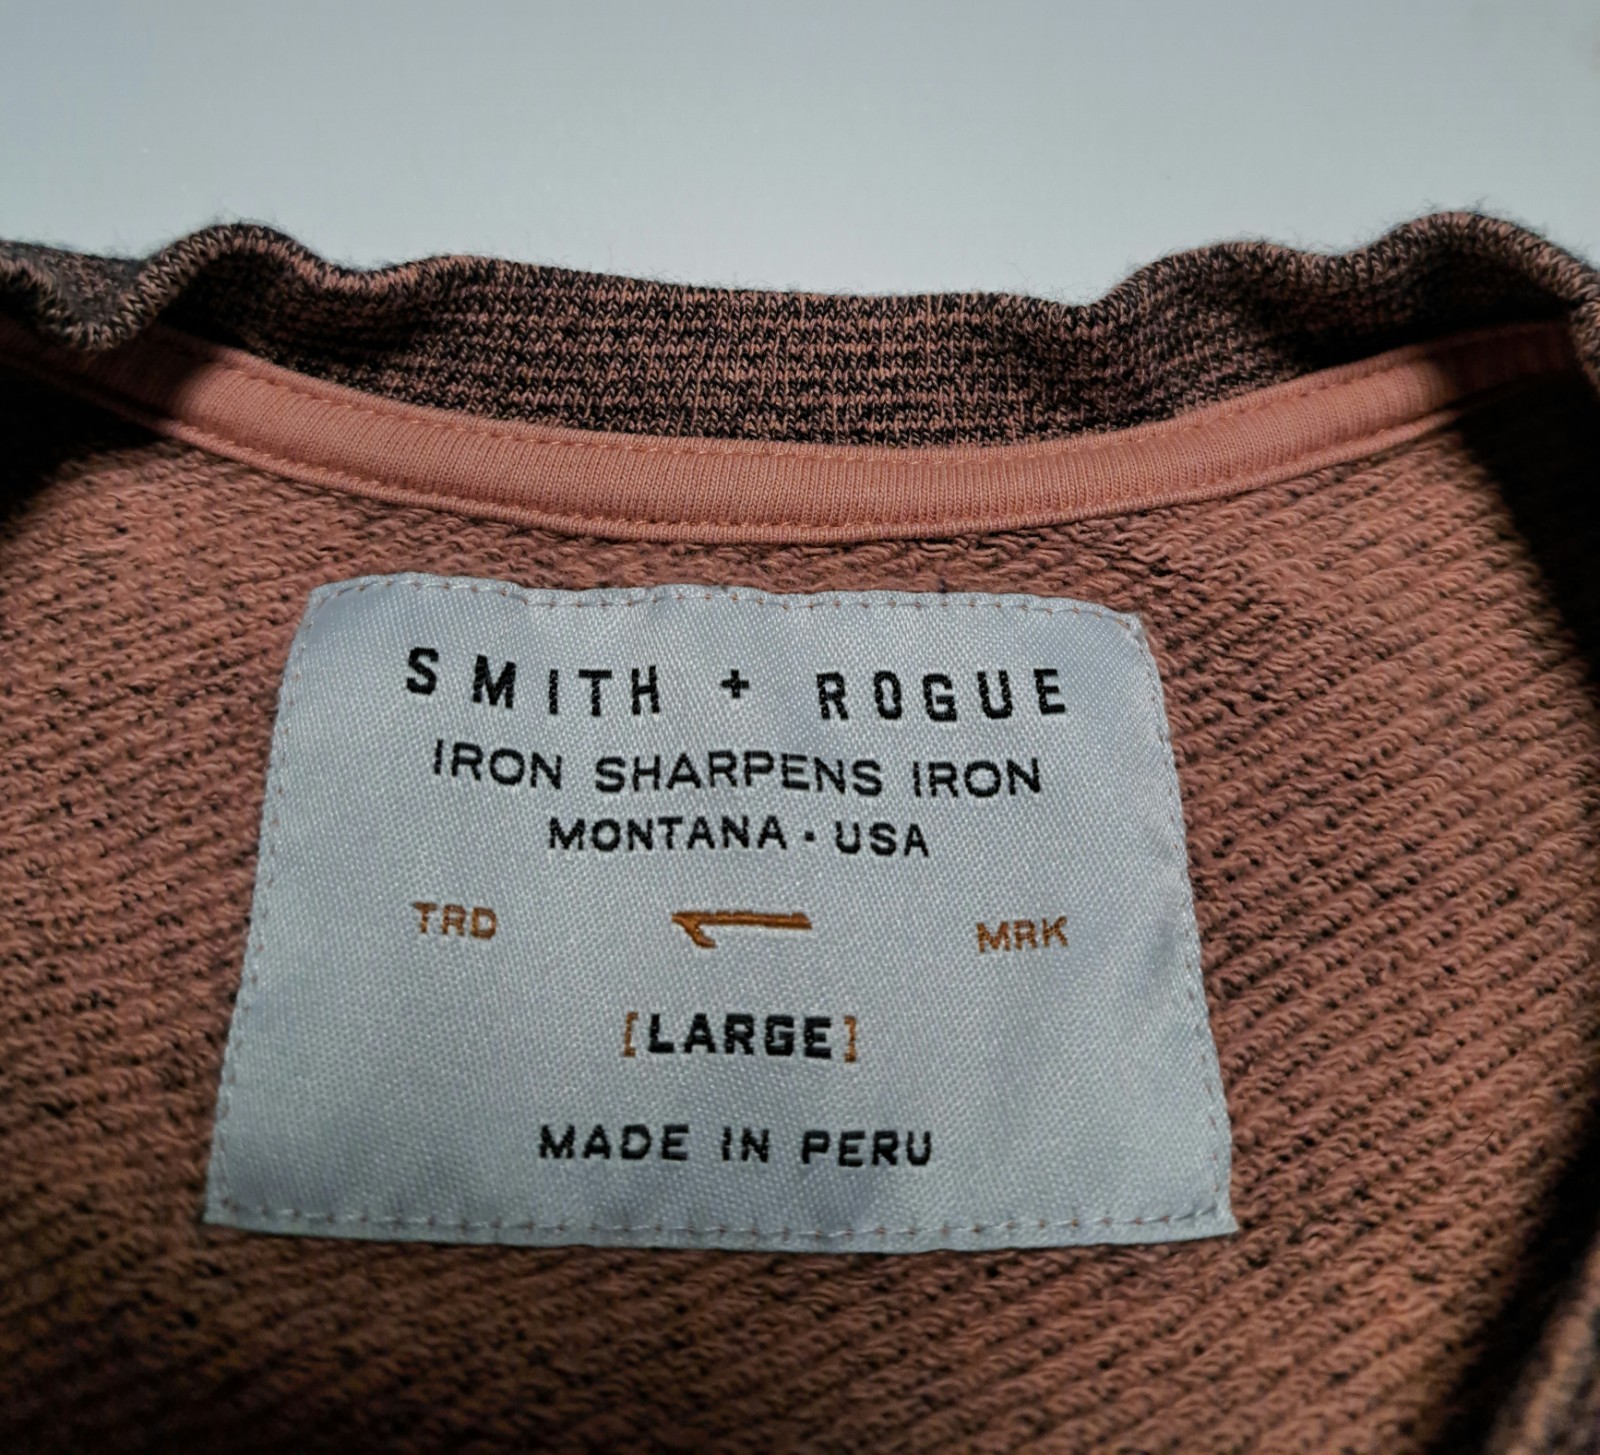 SMITH + ROGUE
IRON SHARPENS IRON
MONTANA · USA
TRD MRK
[LARGE]
MADE IN PERU